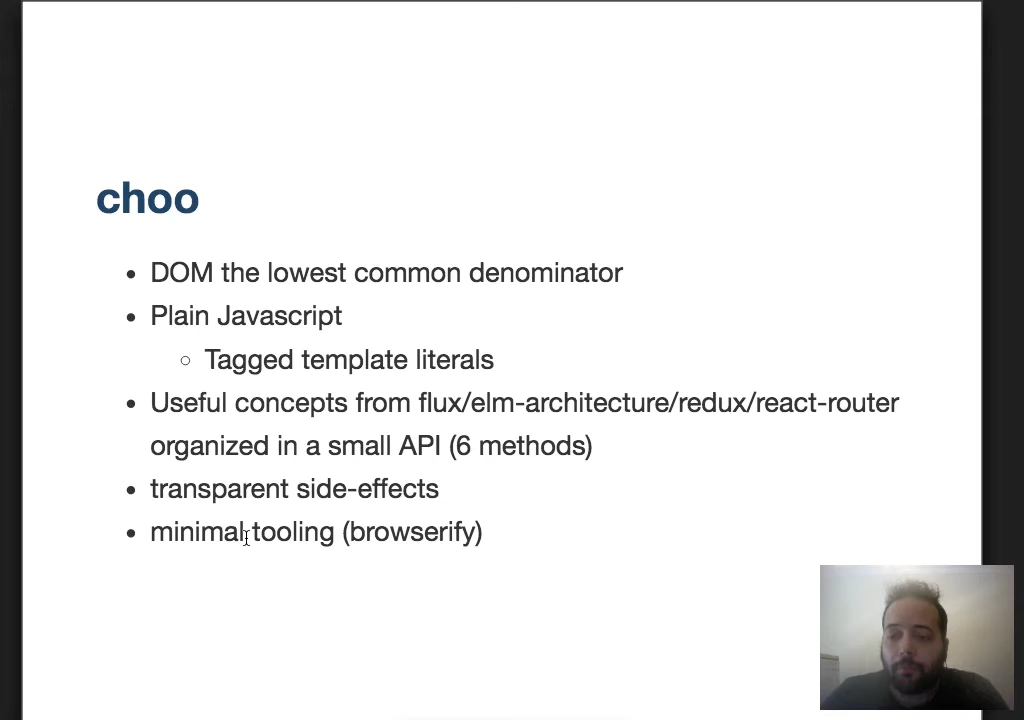 choo
DOM the lowest common denominator
Plain Javascript
Tagged template literals
Useful concepts from flux/elm-architecture/redux/react-router
organized in a small API (6 methods)
transparent side-effects
minimal tooling (browserify)